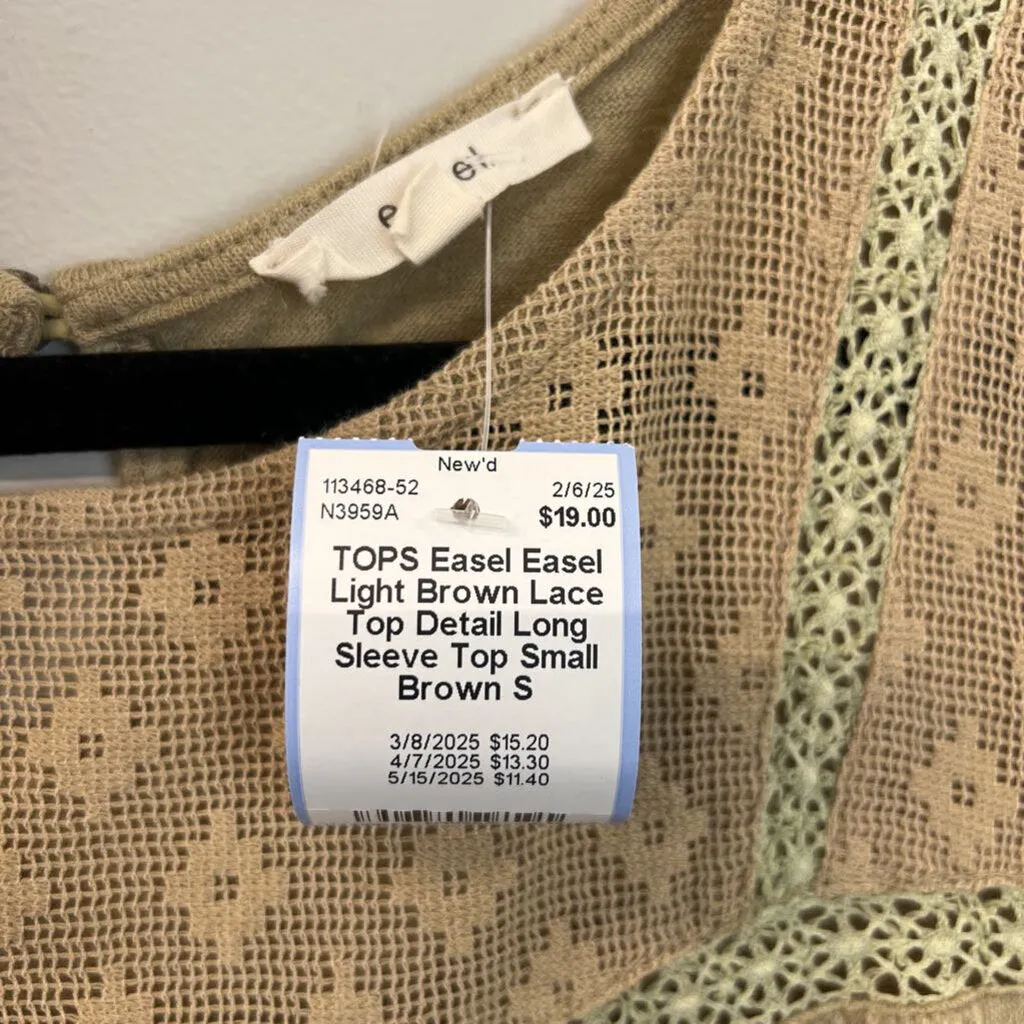 New'd
113468-52 2/6/25
N3959A $19.00
TOPS Easel Easel
Light Brown Lace
Top Detail Long
Sleeve Top Small
Brown S
3/8/2025 $15.20
4/7/2025 $13.30
5/15/2025 $11.40